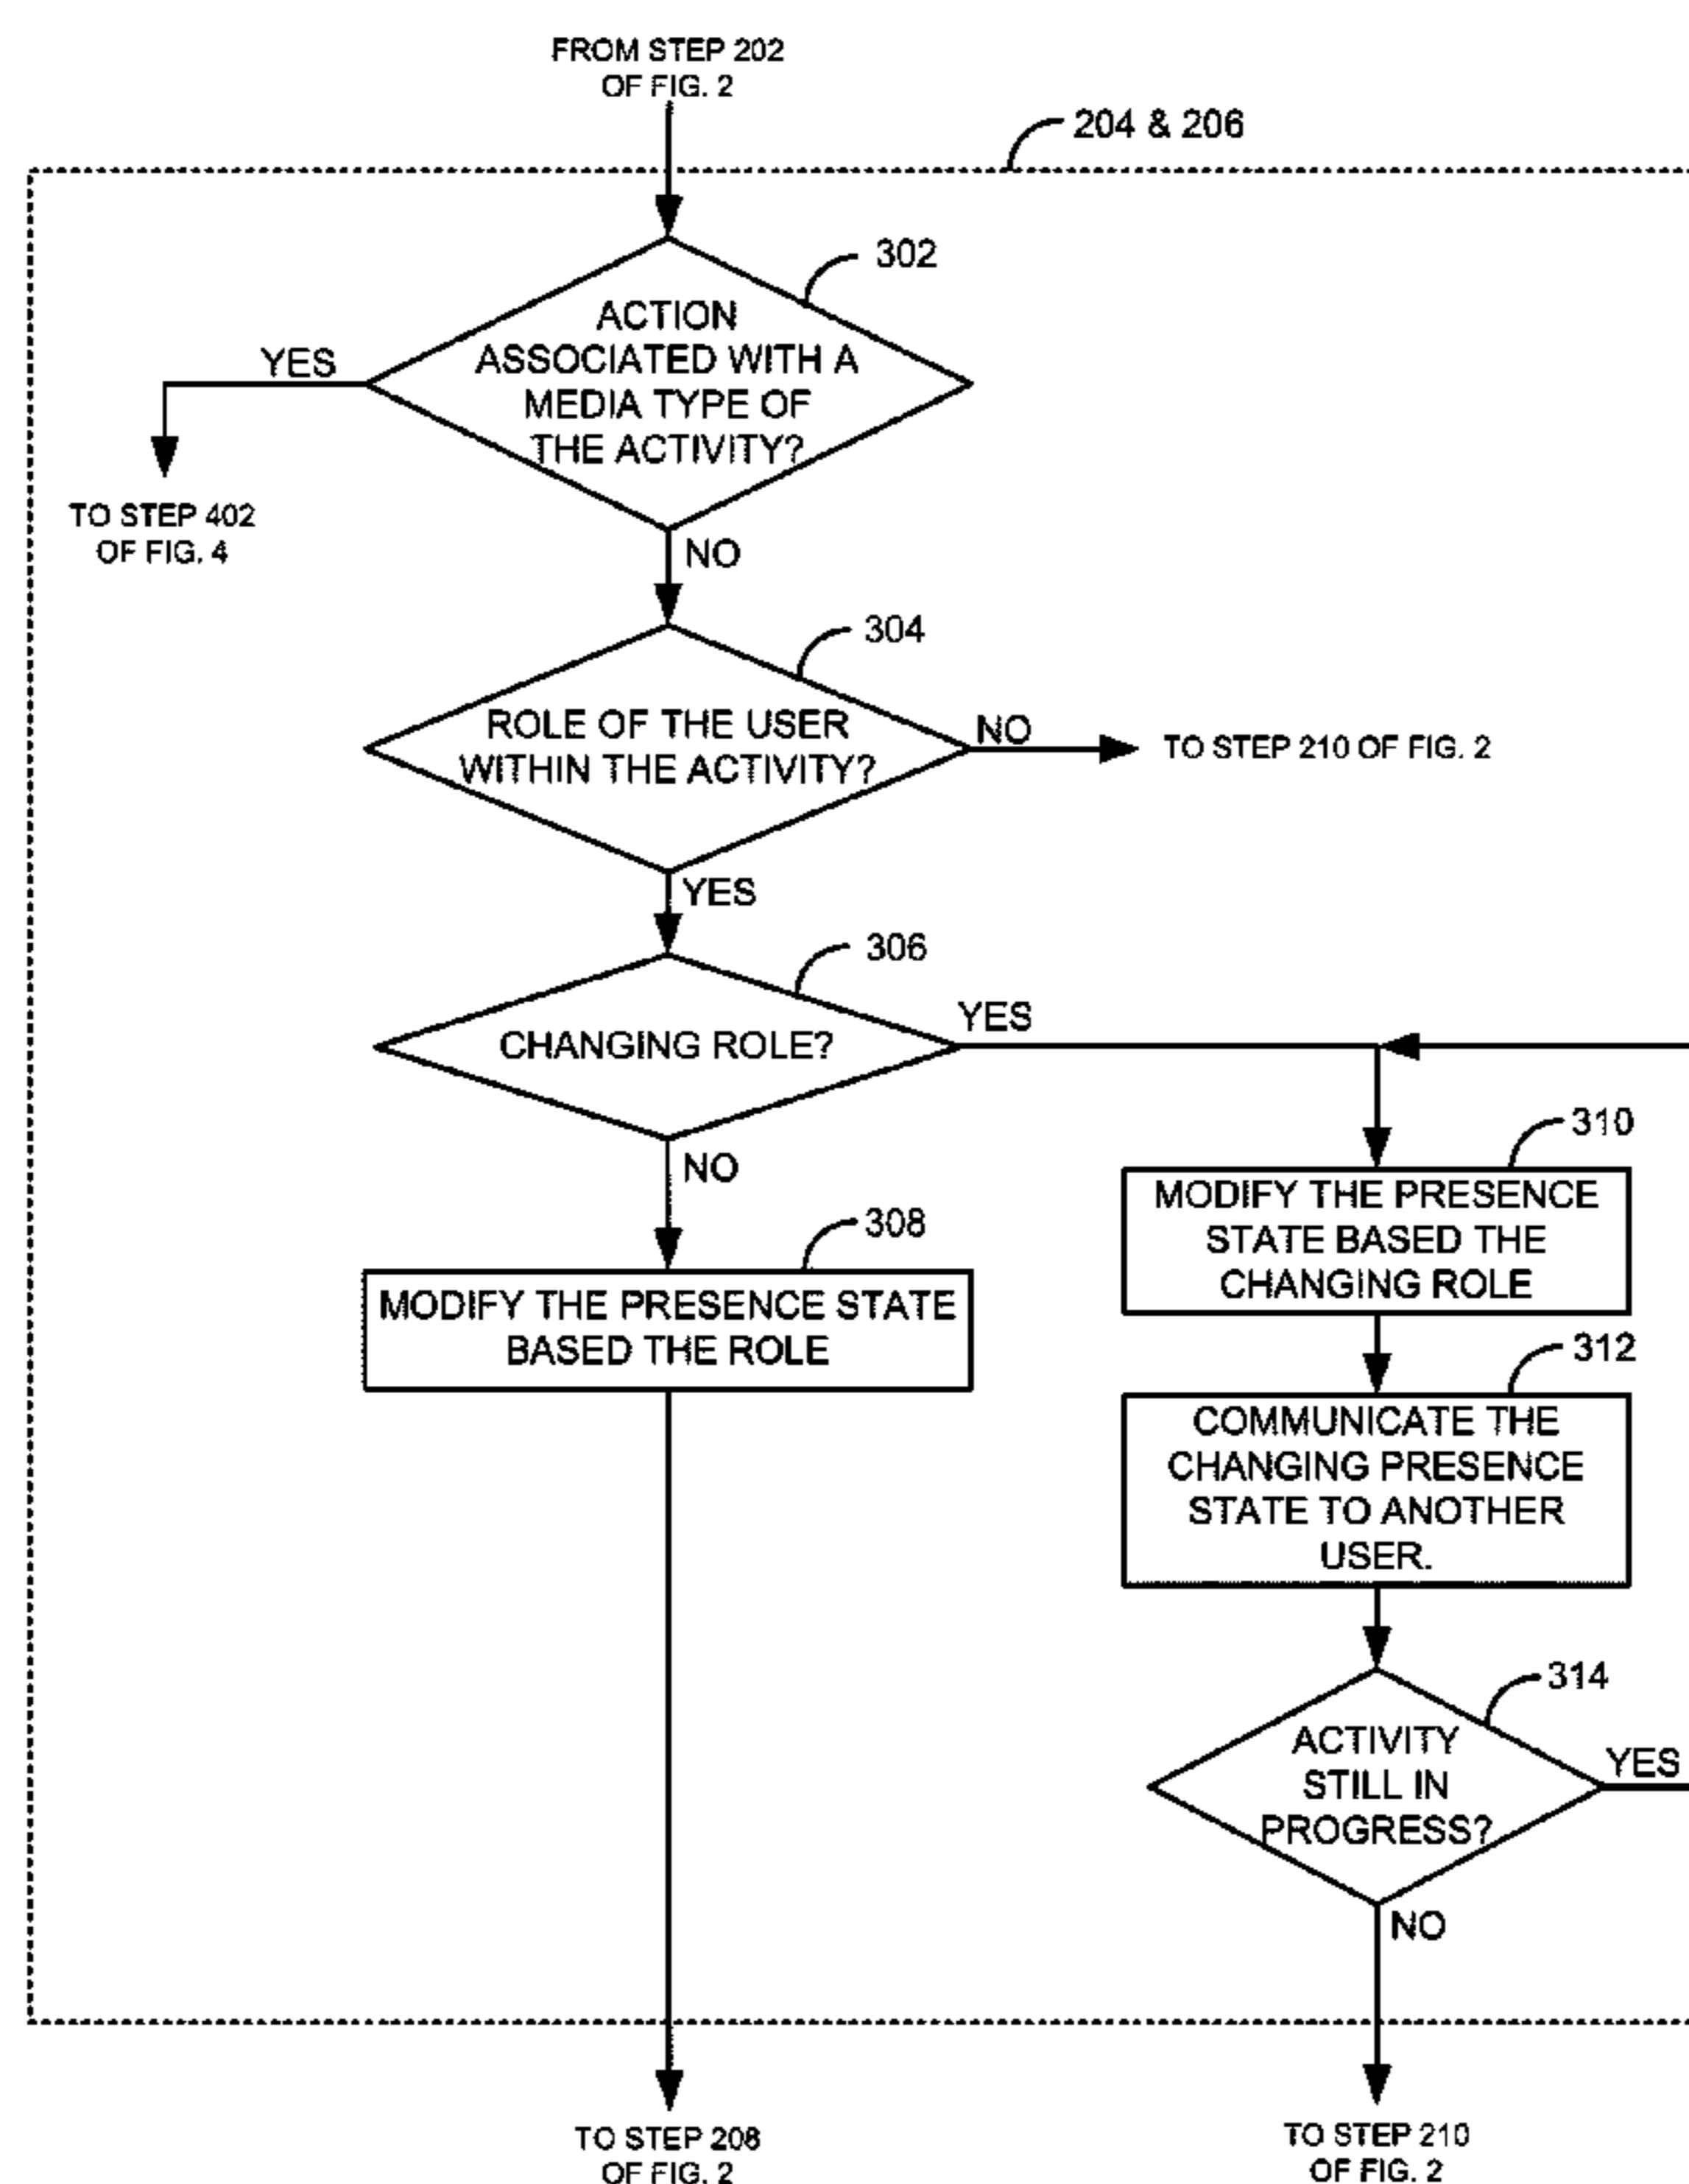 FROM STEP 202
OF FIG. 2
204 & 206
302
ACTION
ASSOCIATED WITH A
MEDIA TYPE OF
THE ACTIVITY?
YES
TO STEP 402
OF FIG. 4
NO
304
ROLE OF THE USER
WITHIN THE ACTIVITY?
NO
TO STEP 210 OF FIG. 2
YES
306
CHANGING ROLE?
YES
NO
308
MODIFY THE PRESENCE STATE
BASED THE ROLE
310
MODIFY THE PRESENCE
STATE BASED THE
CHANGING ROLE
312
COMMUNICATE THE
CHANGING PRESENCE
STATE TO ANOTHER
USER.
314
ACTIVITY
STILL IN
PROGRESS?
YES
NO
TO STEP 208
OF FIG. 2
TO STEP 210
OF FIG. 2